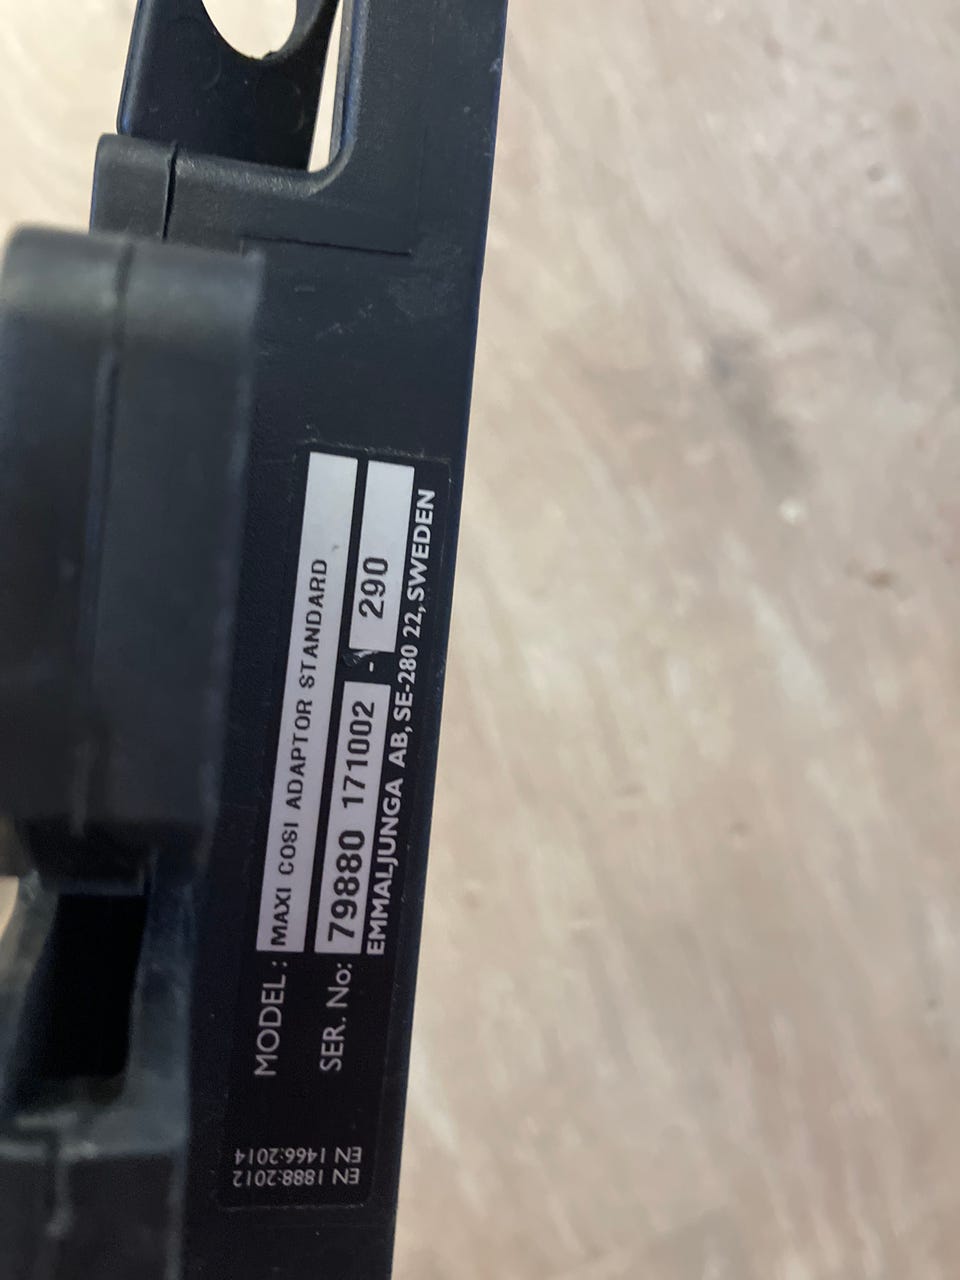 MODEL: MAXI COSI ADAPTOR STANDARD
SER. No: 79880 171002 - 290
EMMALJUNGA AB, SE-280 22, SWEDEN
EN 1888:2012
EN 1466:2014